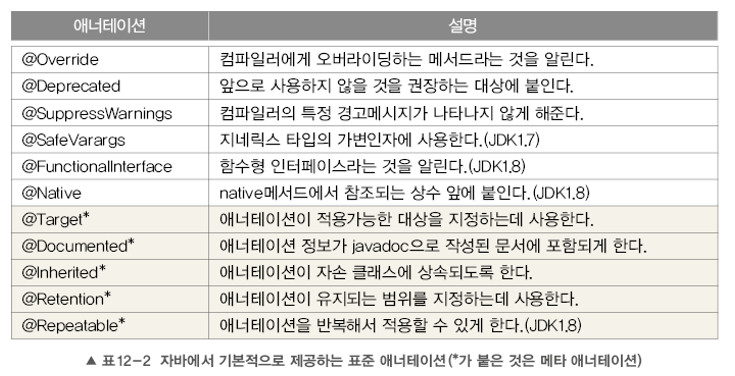 애너테이션 설명
@Override 컴파일러에게 오버라이딩하는 메서드라는 것을 알린다.
@Deprecated 앞으로 사용하지 않을 것을 권장하는 대상에 붙인다.
@SuppressWarnings 컴파일러의 특정 경고메시지가 나타나지 않게 해준다.
@SafeVarargs 지네릭스 타입의 가변인자에 사용한다.(JDK1.7)
@FunctionalInterface 함수형 인터페이스라는 것을 알린다.(JDK1.8)
@Native native메서드에서 참조되는 상수 앞에 붙인다.(JDK1.8)
@Target* 애너테이션이 적용가능한 대상을 지정하는데 사용한다.
@Documented* 애너테이션 정보가 javadoc으로 작성된 문서에 포함되게 한다.
@Inherited* 애너테이션이 자손 클래스에 상속되도록 한다.
@Retention* 애너테이션이 유지되는 범위를 지정하는데 사용한다.
@Repeatable* 애너테이션을 반복해서 적용할 수 있게 한다.(JDK1.8)
▲ 표12-2 자바에서 기본적으로 제공하는 표준 애너테이션(*가 붙은 것은 메타 애너테이션)